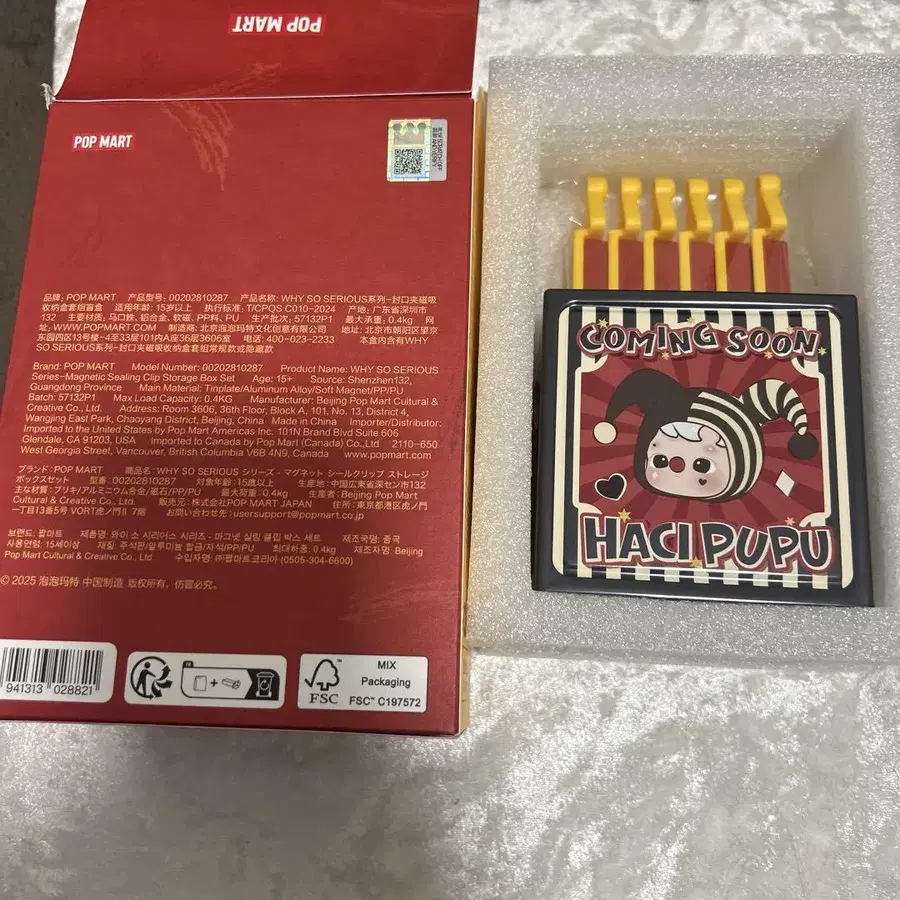 POP MART
POP MART
品牌: POP MART 产品型号: 00202810287 产品名称: WHY SO SERIOUS系列-封口夹磁吸
收纳盒套组盲盒 适用年龄: 15岁以上 执行标准: T/CPQS C010-2024 产地: 广东省深圳市
132 主要材质: 马口铁, 铝合金, 软磁, PP料, PU 生产批次: 57132P1 最大承重: 0.4kg 网
址: WWW.POPMART.COM 制造商: 北京泡泡玛特文化创意有限公司 地址: 北京市朝阳区望京
东园四区13号楼-4至33层101内36层3606室 电话: 400-023-2233 本盒内含有WHY
SO SERIOUS系列-封口夹磁吸收纳盒套组常规款或隐藏款
Brand: POP MART Model Number: 00202810287 Product Name: WHY SO SERIOUS
Series-Magnetic Sealing Clip Storage Box Set Age: 15+ Source: Shenzhen132,
Guangdong Province Main Material: Tinplate/Aluminum Alloy/Soft Magnet/PP/PU
Batch: 57132P1 Max Load Capacity: 0.4KG Manufacturer: Beijing Pop Mart Cultural &
Creative Co., Ltd. Address: Room 3606, 36th Floor, Block A, 101, No. 13, District 4,
Wangjing East Park, Chaoyang District, Beijing, China Made in China Importer/Distributor:
Imported to the United States by Pop Mart Americas Inc. 101N Brand Blvd Suite 606
Glendale, CA 91203, USA Imported to Canada by Pop Mart (Canada) Co., Ltd 2110-650
West Georgia Street, Vancouver, British Columbia V6B 4N9, Canada www.popmart.com
ブランド: POP MART 商品名: WHY SO SERIOUS シリーズ - マグネット シールクリップ ストレージ
ボックスセット 型番: 00202810287 対象年齢: 15歳以上 生産地: 中国広東省深セン市132
主な材質: ブリキ/アルミニウム合金/磁石/PP/PU 最大荷重: 0.4kg 生産者: Beijing Pop Mart
Cultural & Creative Co., Ltd. 販売元: 株式会社POP MART JAPAN 住所: 東京都港区虎ノ門
一丁目13番5号 VORT虎ノ門II 7階 お問い合わせ先: usersupport@popmart.co.jp
브랜드: 팝마트 제품명: 와이 소 시리어스 시리즈 - 마그넷 실링 클립 박스 세트 제조국명: 중국
사용연령: 15세이상 재질: 주석판/알루미늄 합금/자석/PP/PU 최대하중: 0.4kg 제조자명: Beijing
Pop Mart Cultural & Creative Co., Ltd 수입자명: ㈜팝마트코리아 (0505-304-6600)
© 2025 泡泡玛特 中国制造 版权所有, 仿冒必究。
941313 028821
FR
FSC
MIX
Packaging
FSC™ C197572
COMING SOON
HACIPUPU